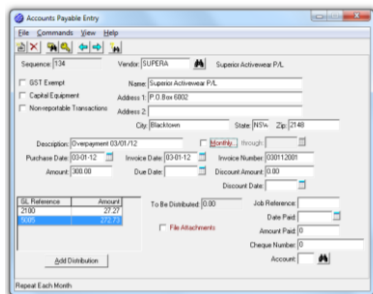 Accounts Payable Entry
File Commands View Help
Sequence: 134 Vendor: SUPERA Superior Activewear P/L
GST Exempt Name: Superior Activewear P/L
Capital Equipment Address 1: P.O.Box 6002
Non-reportable Transactions Address 2:
City: Blacktown State: NSW Zip: 2148
Description: Overpayment 03/01/12 Monthly... through:
Purchase Date: 03-01-12 Invoice Date: 03-01-12 Invoice Number: 030112001
Amount: 300.00 Due Date: Discount Amount: 0.00
Discount Date:
GL Reference Amount To Be Distributed: 0.00 Job Reference:
2100 27.27
5005 272.73 File Attachments Date Paid:
Amount Paid: 0
Cheque Number: 0
Add Distribution Account:
Repeat Each Month